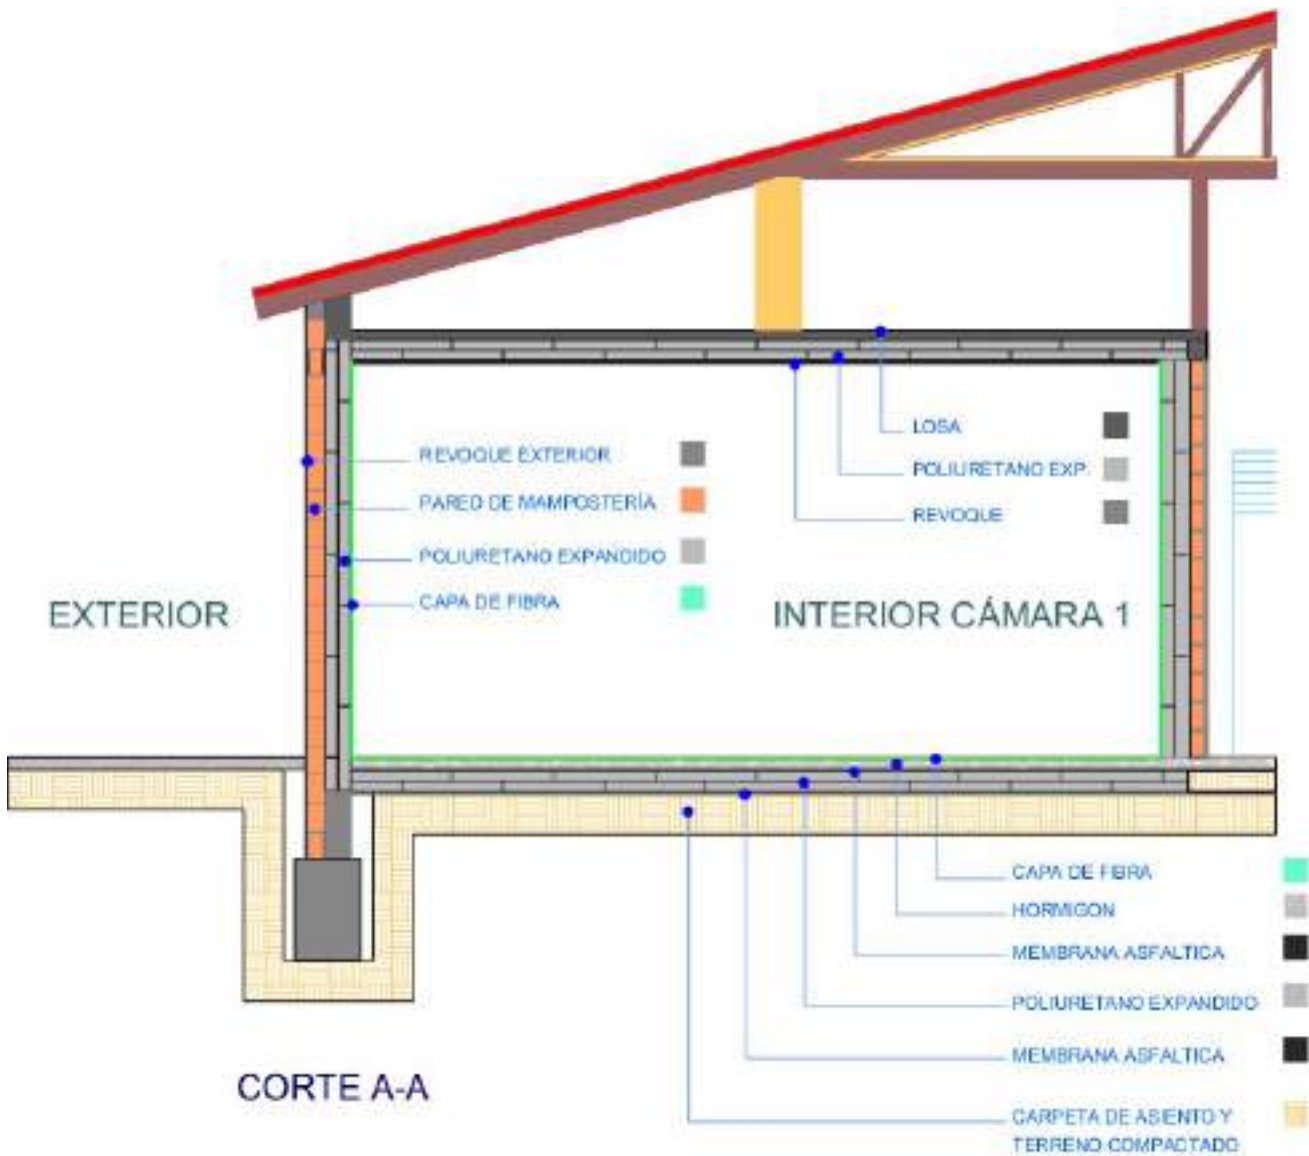 LOSA
POLIURETANO EXP.
REVOQUE
REVOQUE EXTERIOR
PARED DE MAMPOSTERÍA
POLIURETANO EXPANDIDO
CAPA DE FIBRA
EXTERIOR
INTERIOR CÁMARA 1
CAPA DE FIBRA
HORMIGON
MEMBRANA ASFALTICA
POLIURETANO EXPANDIDO
MEMBRANA ASFALTICA
CORTE A-A
CARPETA DE ASIENTO Y
TERRENO COMPACTADO